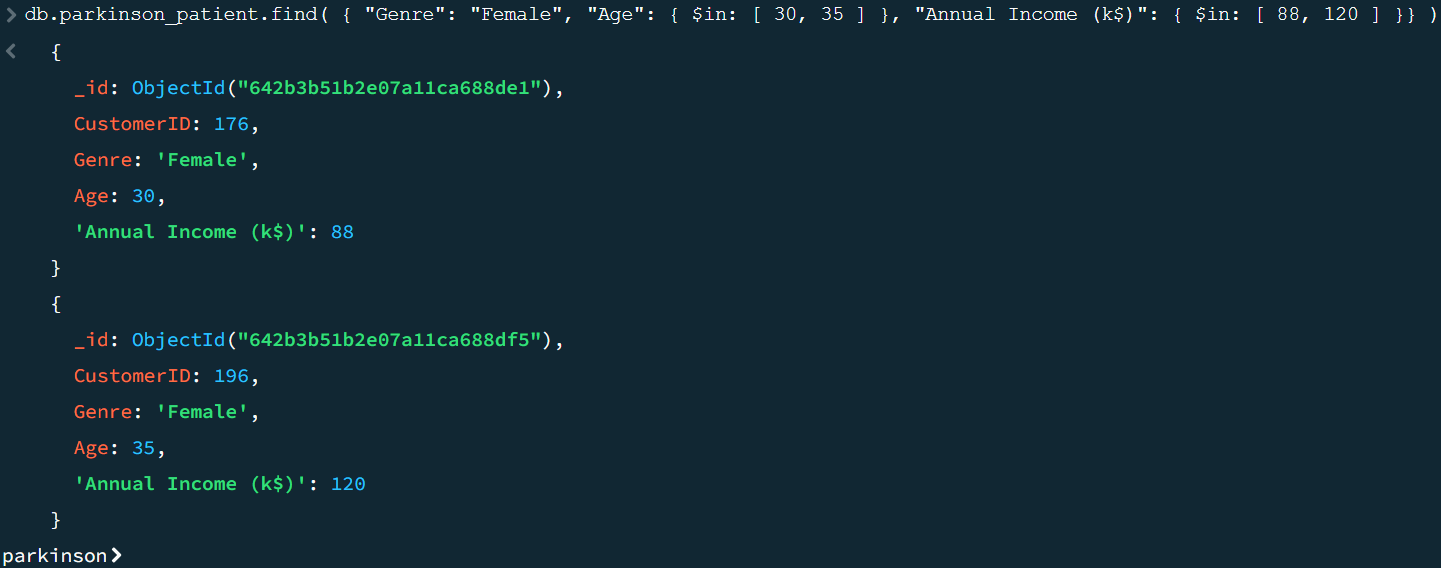 > db.parkinson_patient.find( { "Genre": "Female", "Age": { $in: [ 30, 35 ] }, "Annual Income (k$)": { $in: [ 88, 120 ] }} )
< {
_id: ObjectId("642b3b51b2e07a11ca688de1"),
CustomerID: 176,
Genre: 'Female',
Age: 30,
'Annual Income (k$)': 88
}
{
_id: ObjectId("642b3b51b2e07a11ca688df5"),
CustomerID: 196,
Genre: 'Female',
Age: 35,
'Annual Income (k$)': 120
}
parkinson>